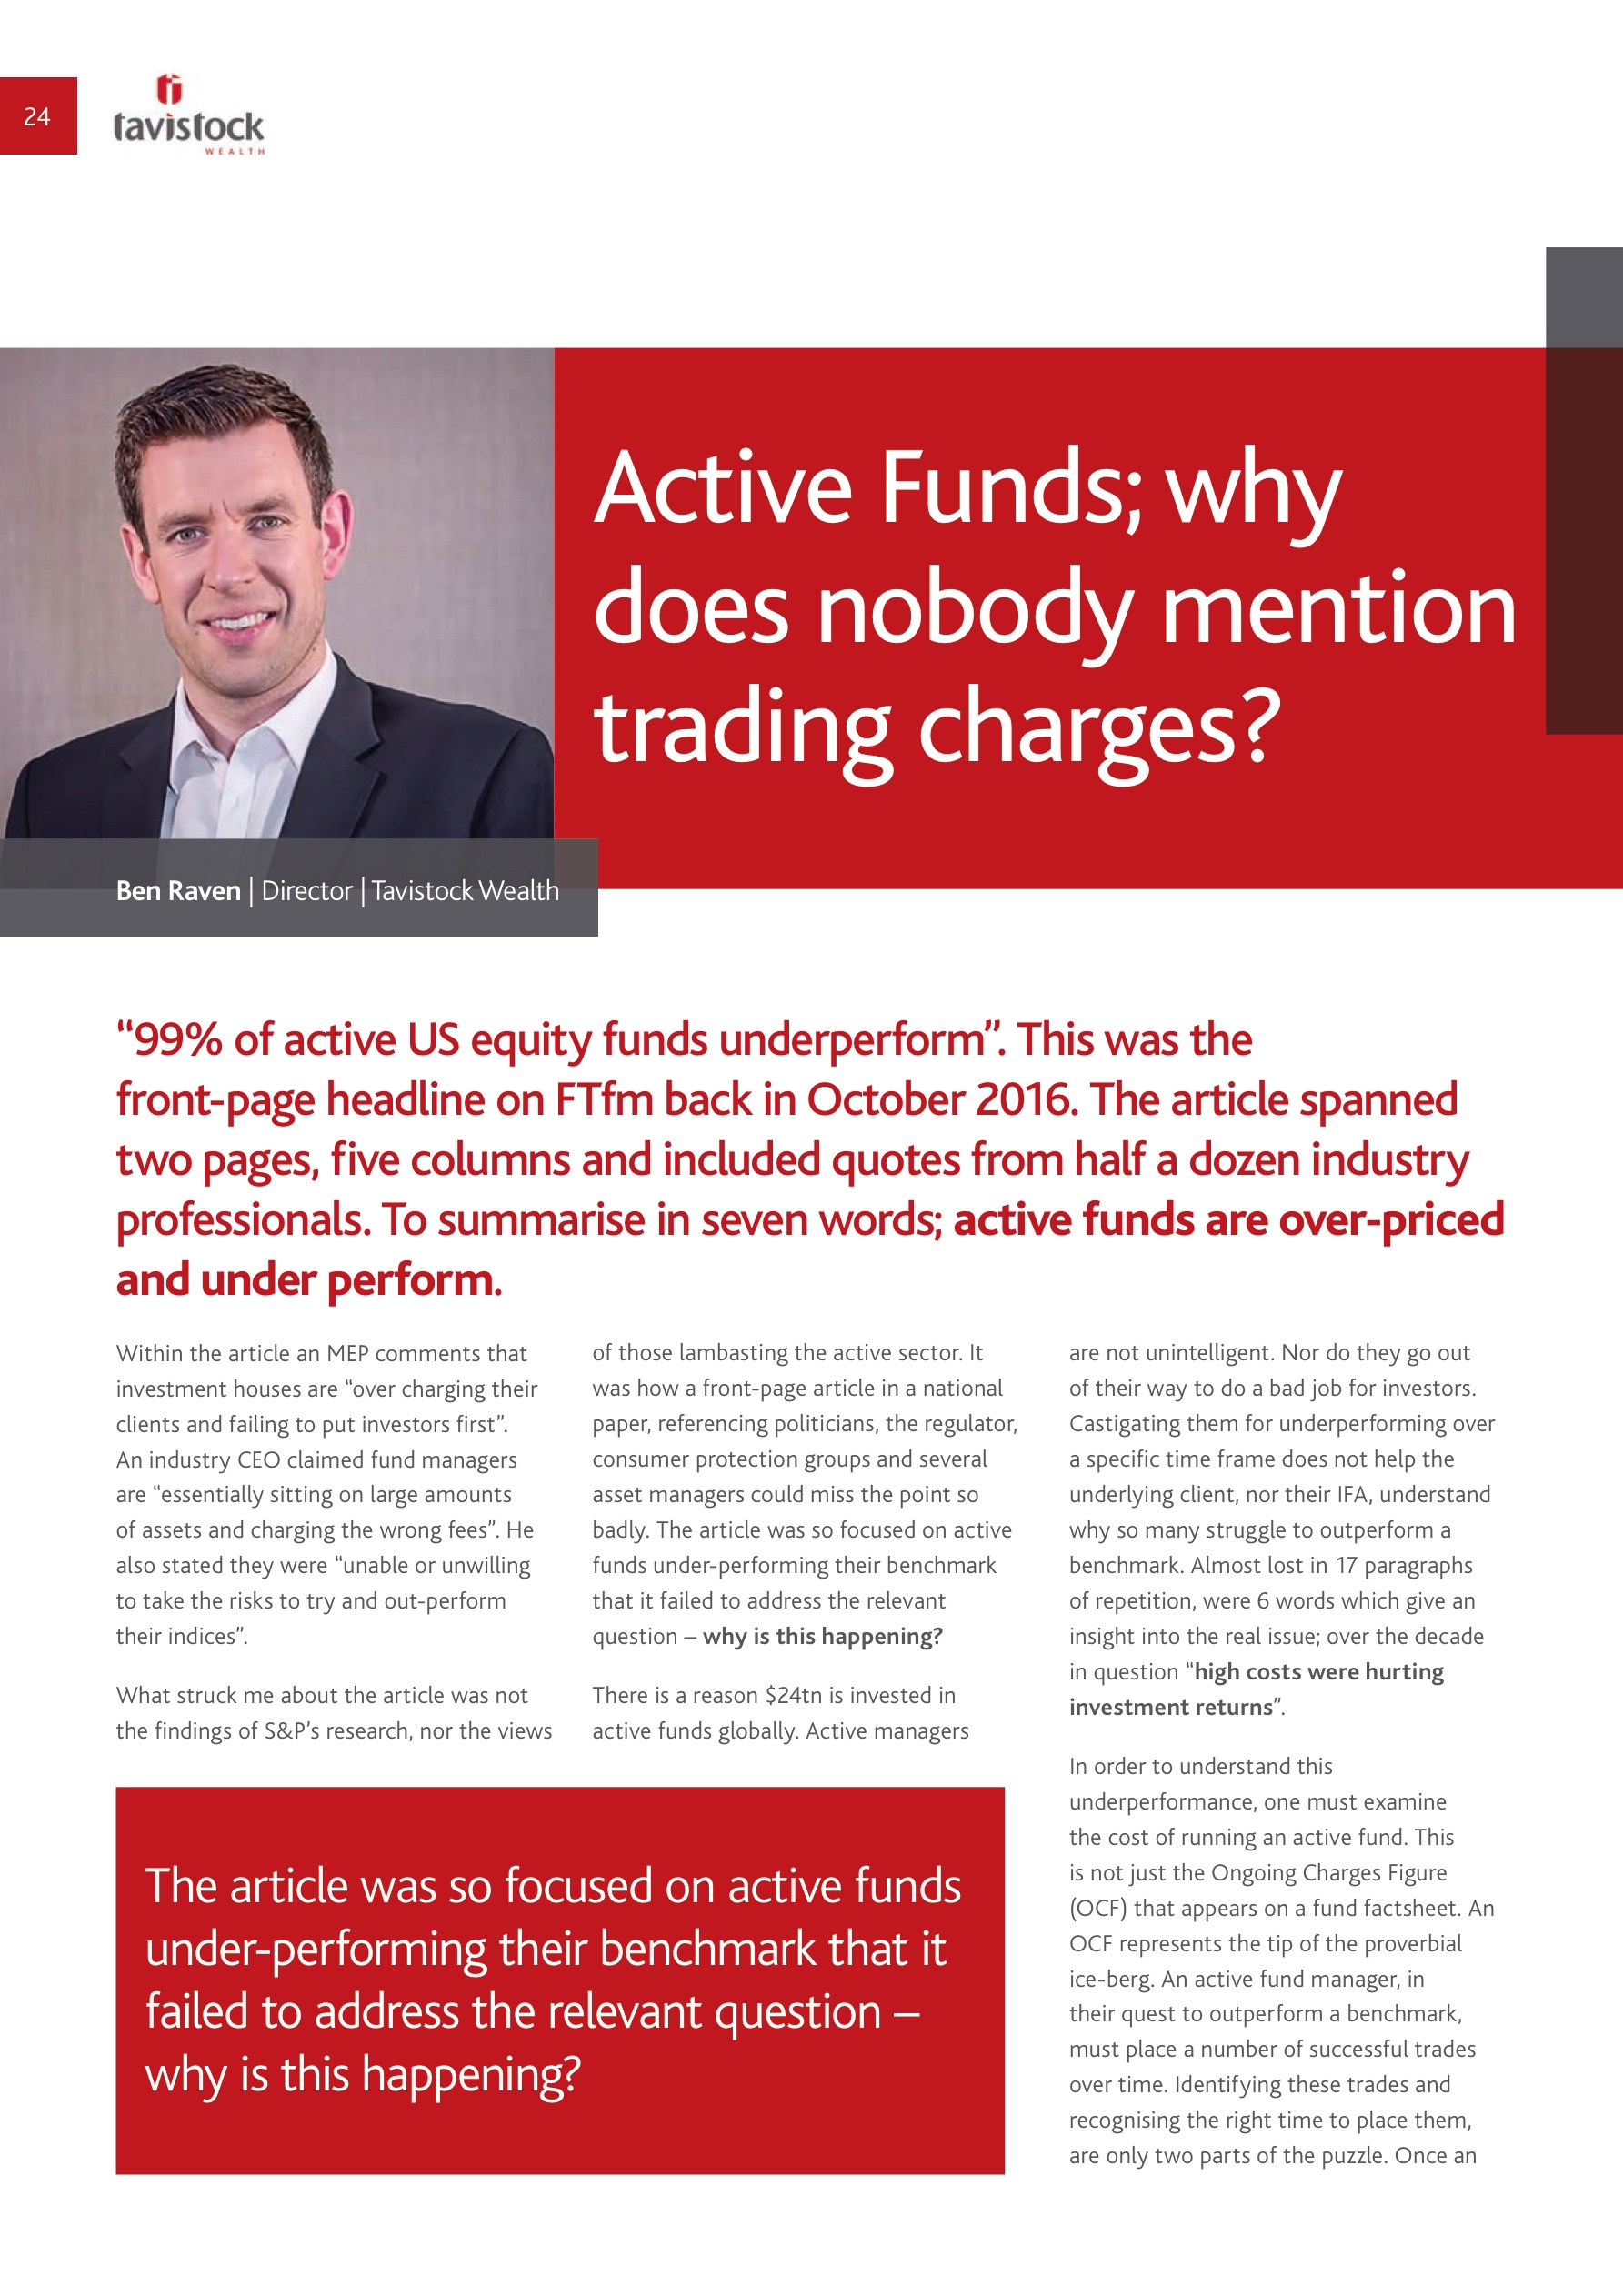 24
tavistock
WEALTH
Active Funds; why
does nobody mention
trading charges?
Ben Raven | Director | Tavistock Wealth
“99% of active US equity funds underperform”. This was the
front-page headline on FTfm back in October 2016. The article spanned
two pages, five columns and included quotes from half a dozen industry
professionals. To summarise in seven words; active funds are over-priced
and under perform.
Within the article an MEP comments that
investment houses are “over charging their
clients and failing to put investors first”.
An industry CEO claimed fund managers
are “essentially sitting on large amounts
of assets and charging the wrong fees”. He
also stated they were “unable or unwilling
to take the risks to try and out-perform
their indices”.
What struck me about the article was not
the findings of S&P’s research, nor the views
of those lambasting the active sector. It
was how a front-page article in a national
paper, referencing politicians, the regulator,
consumer protection groups and several
asset managers could miss the point so
badly. The article was so focused on active
funds under-performing their benchmark
that it failed to address the relevant
question – why is this happening?
There is a reason $24tn is invested in
active funds globally. Active managers
are not unintelligent. Nor do they go out
of their way to do a bad job for investors.
Castigating them for underperforming over
a specific time frame does not help the
underlying client, nor their IFA, understand
why so many struggle to outperform a
benchmark. Almost lost in 17 paragraphs
of repetition, were 6 words which give an
insight into the real issue; over the decade
in question “high costs were hurting
investment returns”.
In order to understand this
underperformance, one must examine
the cost of running an active fund. This
is not just the Ongoing Charges Figure
(OCF) that appears on a fund factsheet. An
OCF represents the tip of the proverbial
ice-berg. An active fund manager, in
their quest to outperform a benchmark,
must place a number of successful trades
over time. Identifying these trades and
recognising the right time to place them,
are only two parts of the puzzle. Once an
The article was so focused on active funds
under-performing their benchmark that it
failed to address the relevant question –
why is this happening?